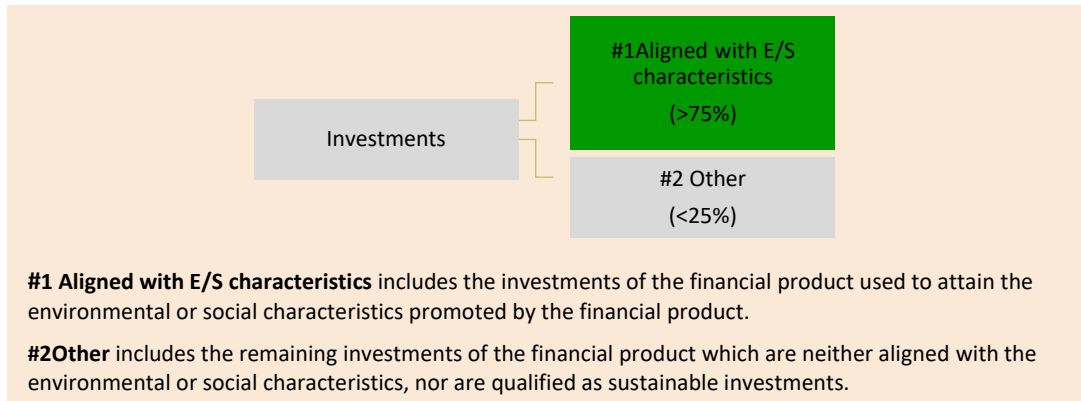 #1Aligned with E/S
characteristics
(>75%)
Investments
#2 Other
(<25%)
#1 Aligned with E/S characteristics includes the investments of the financial product used to attain the
environmental or social characteristics promoted by the financial product.
#2Other includes the remaining investments of the financial product which are neither aligned with the
environmental or social characteristics, nor are qualified as sustainable investments.